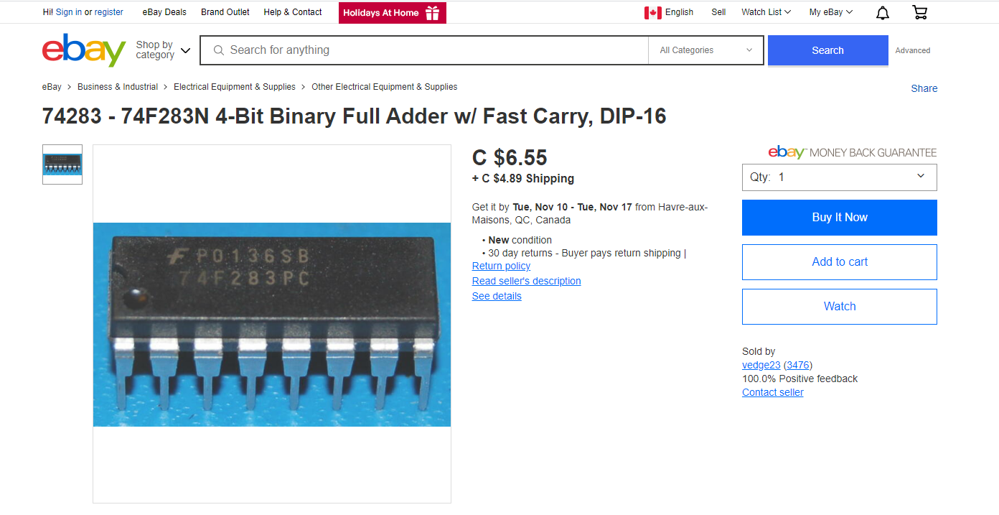 Hi! Sign in or register eBay Deals Brand Outlet Help & Contact Holidays At Home English Sell Watch List My eBay
ebay Shop by category Search for anything All Categories Search Advanced
eBay > Business & Industrial > Electrical Equipment & Supplies > Other Electrical Equipment & Supplies
Share
74283 - 74F283N 4-Bit Binary Full Adder w/ Fast Carry, DIP-16
F P0136SB
74F283PC
C $6.55
+ C $4.89 Shipping
Get it by Tue, Nov 10 - Tue, Nov 17 from Havre-aux-
Maisons, QC, Canada
• New condition
• 30 day returns - Buyer pays return shipping |
Return policy
Read seller's description
See details
ebay™ MONEY BACK GUARANTEE
Qty: 1
Buy It Now
Add to cart
Watch
Sold by
vedge23 (3476)
100.0% Positive feedback
Contact seller